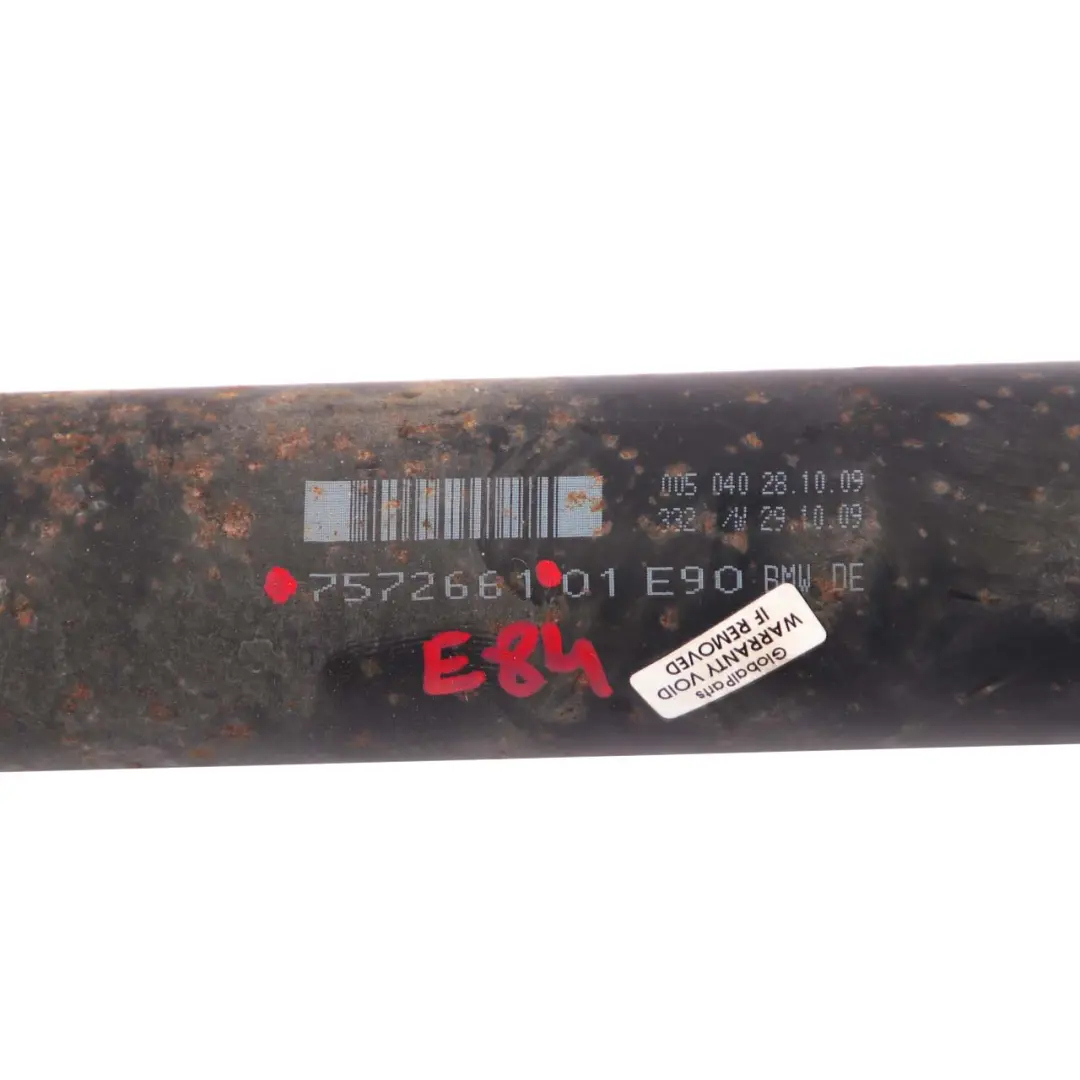 005 040 28.10.09
332 /W 29.10.09
7572661 01 E90 BMW DE
E84
GlobalParts
WARRANTY VOID
IF REMOVED